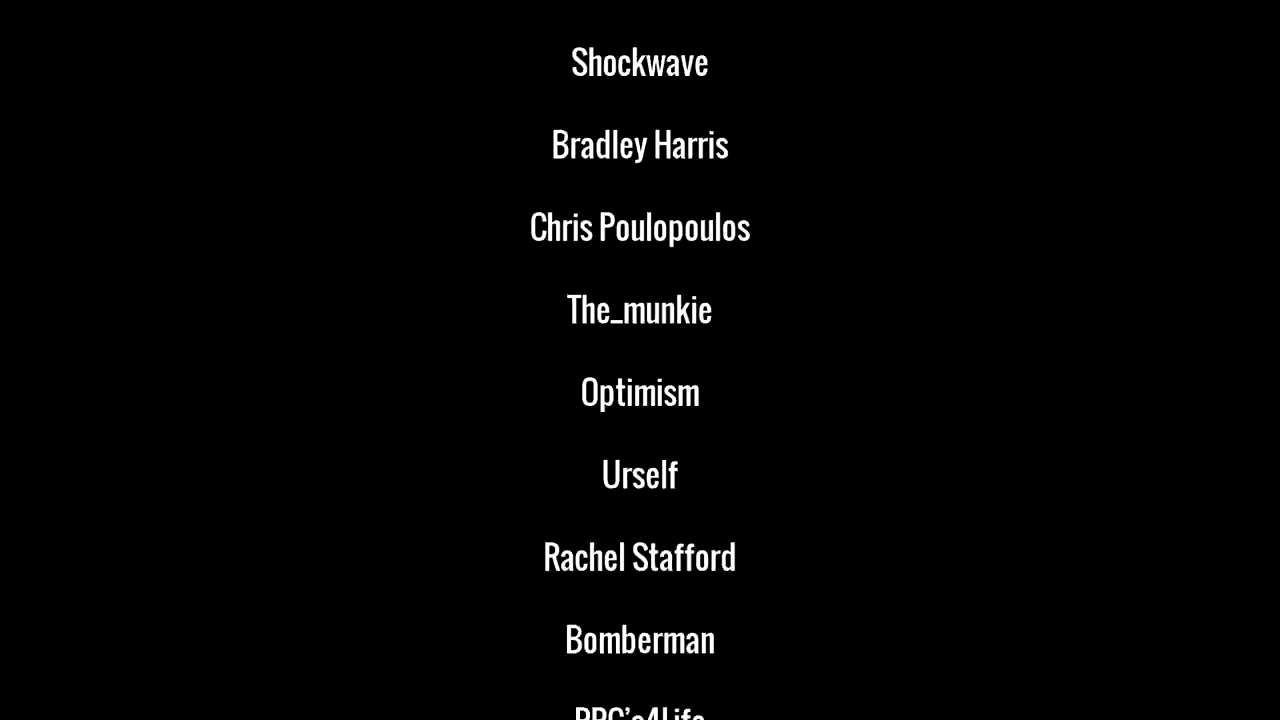 Shockwave
Bradley Harris
Chris Poulopoulos
The_munkie
Optimism
Urself
Rachel Stafford
Bomberman